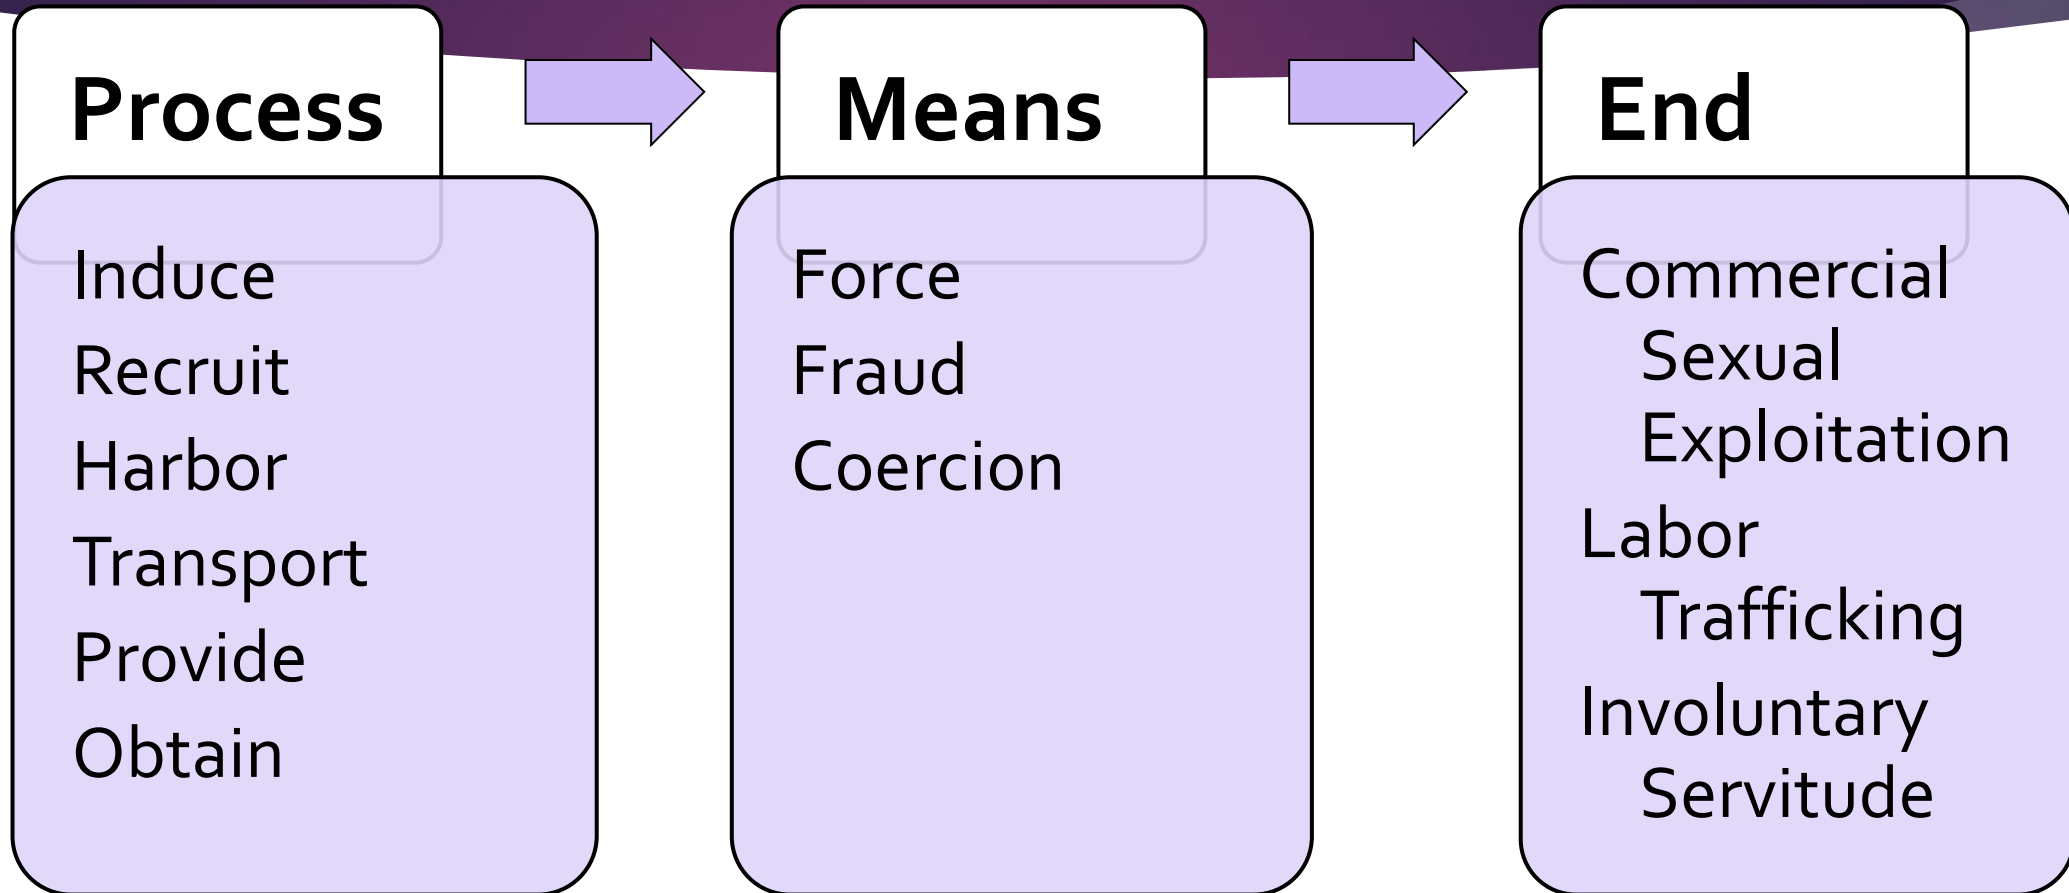 Process
Induce
Recruit
Harbor
Transport
Provide
Obtain
Means
Force
Fraud
Coercion
End
Commercial
Sexual
Exploitation
Labor
Trafficking
Involuntary
Servitude